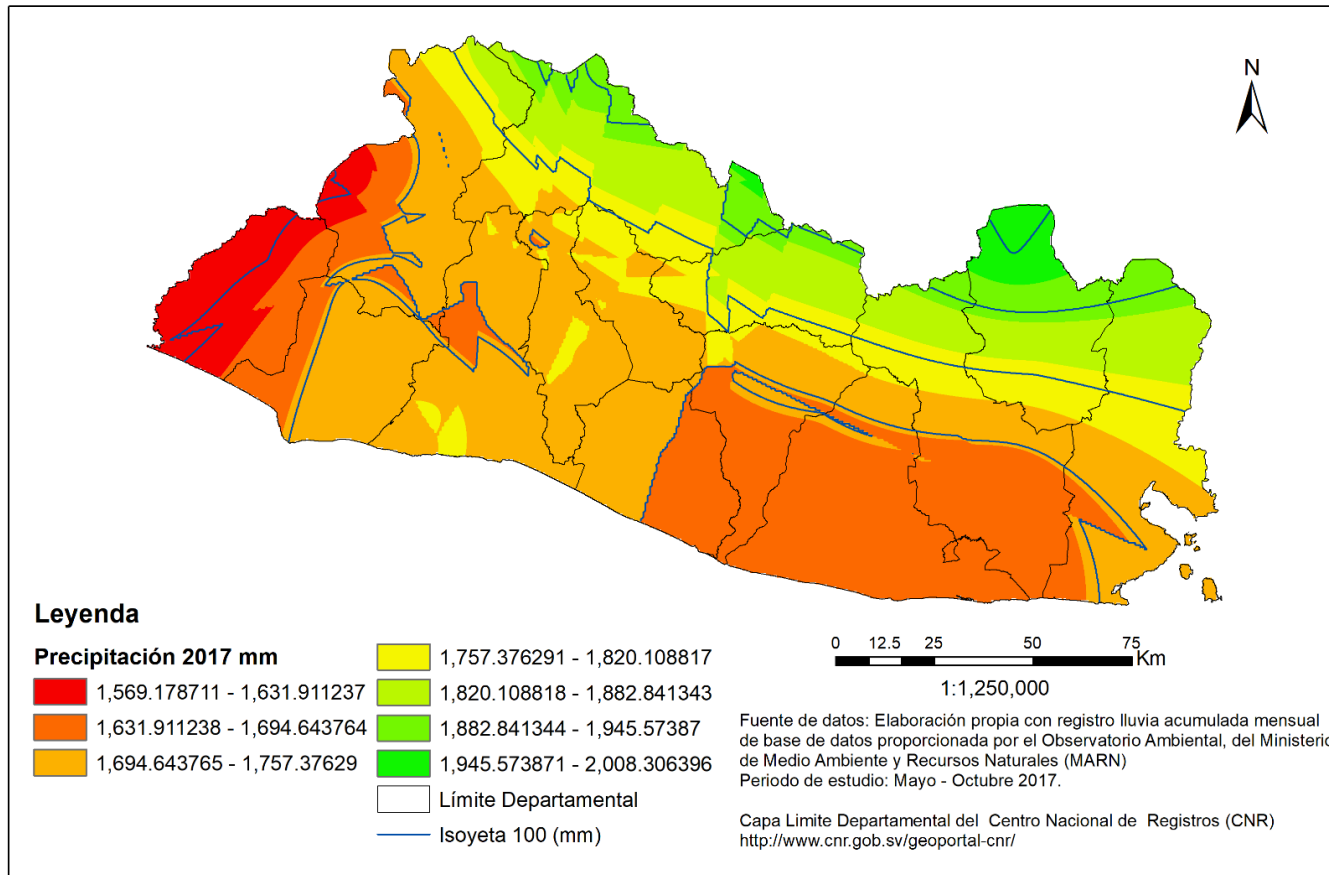 N
Leyenda
Precipitación 2017 mm
1,569.178711 - 1,631.911237
1,631.911238 - 1,694.643764
1,694.643765 - 1,757.37629
1,757.376291 - 1,820.108817
1,820.108818 - 1,882.841343
1,882.841344 - 1,945.57387
1,945.573871 - 2,008.306396
Límite Departamental
Isoyeta 100 (mm)
0 12.5 25 50 75
Km
1:1,250,000
Fuente de datos: Elaboración propia con registro lluvia acumulada mensual
de base de datos proporcionada por el Observatorio Ambiental, del Ministerio
de Medio Ambiente y Recursos Naturales (MARN)
Periodo de estudio: Mayo - Octubre 2017.
Capa Limite Departamental del Centro Nacional de Registros (CNR)
http://www.cnr.gob.sv/geoportal-cnr/